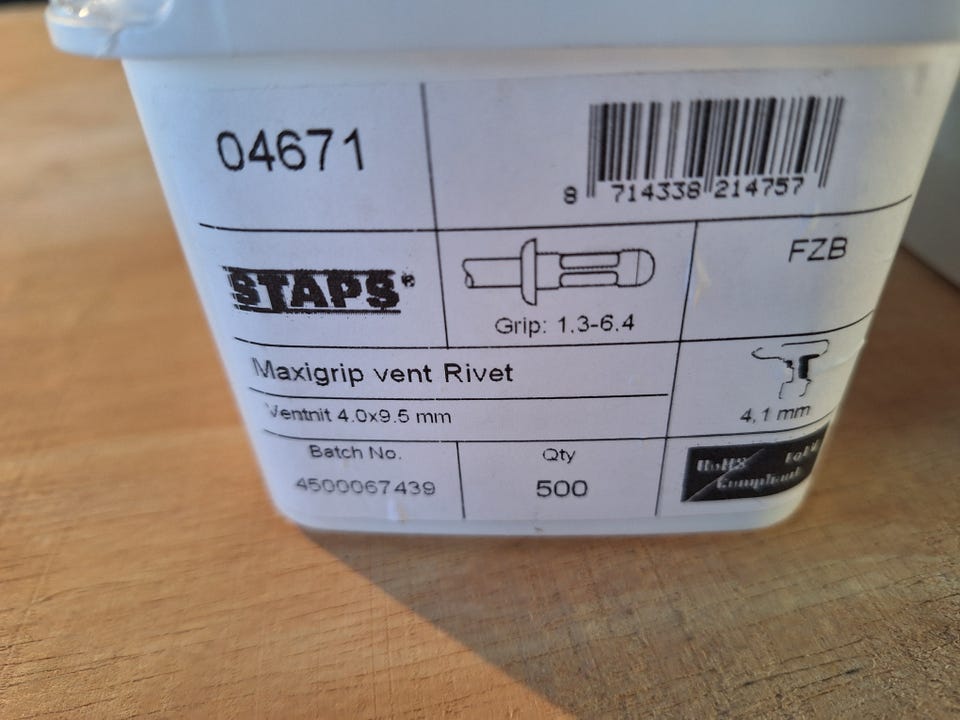 04671
8 714338 214757
STAPS®
Grip: 1.3-6.4
FZB
Maxigrip vent Rivet
Ventnit 4.0x9.5 mm
4,1 mm
Batch No.
4500067439
Qty
500
RoHS
Compliant